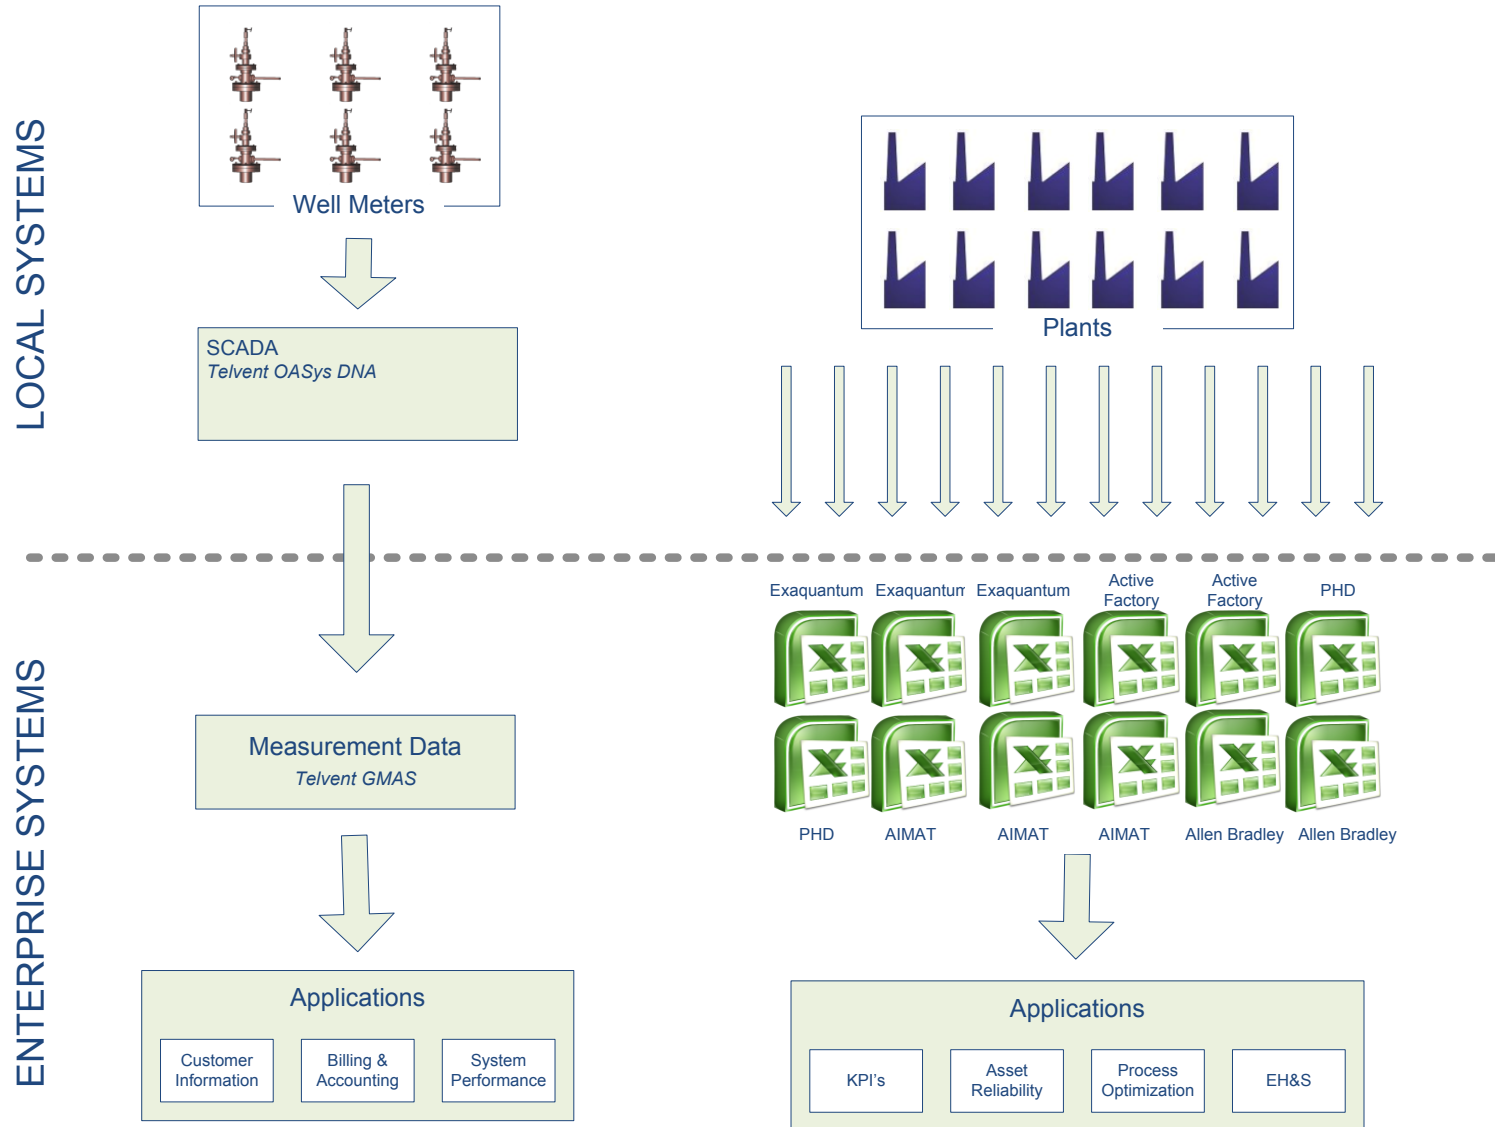 LOCAL SYSTEMS
Well Meters
SCADA
Telvent OASys DNA
Plants
ENTERPRISE SYSTEMS
Exaquantum Exaquantum Exaquantum Active Factory Active Factory PHD
PHD AIMAT AIMAT AIMAT Allen Bradley Allen Bradley
Measurement Data
Telvent GMAS
Applications
Customer
Information
Billing &
Accounting
System
Performance
Applications
KPI's
Asset
Reliability
Process
Optimization
EH&S